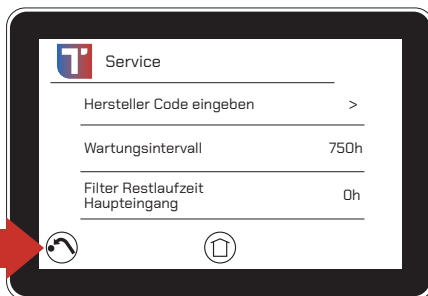 Service
Hersteller Code eingeben >
Wartungsintervall 750h
Filter Restlaufzeit
Haupteingang 0h